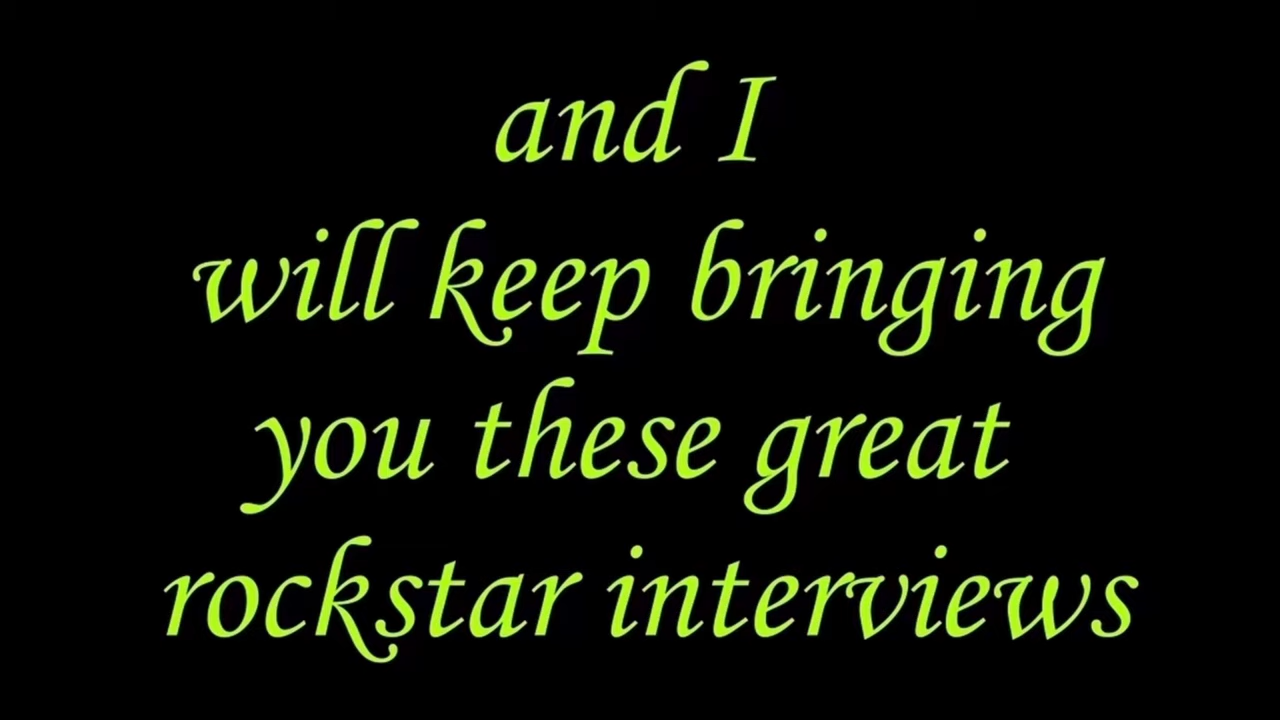 and I
will keep bringing
you these great
rockstar interviews